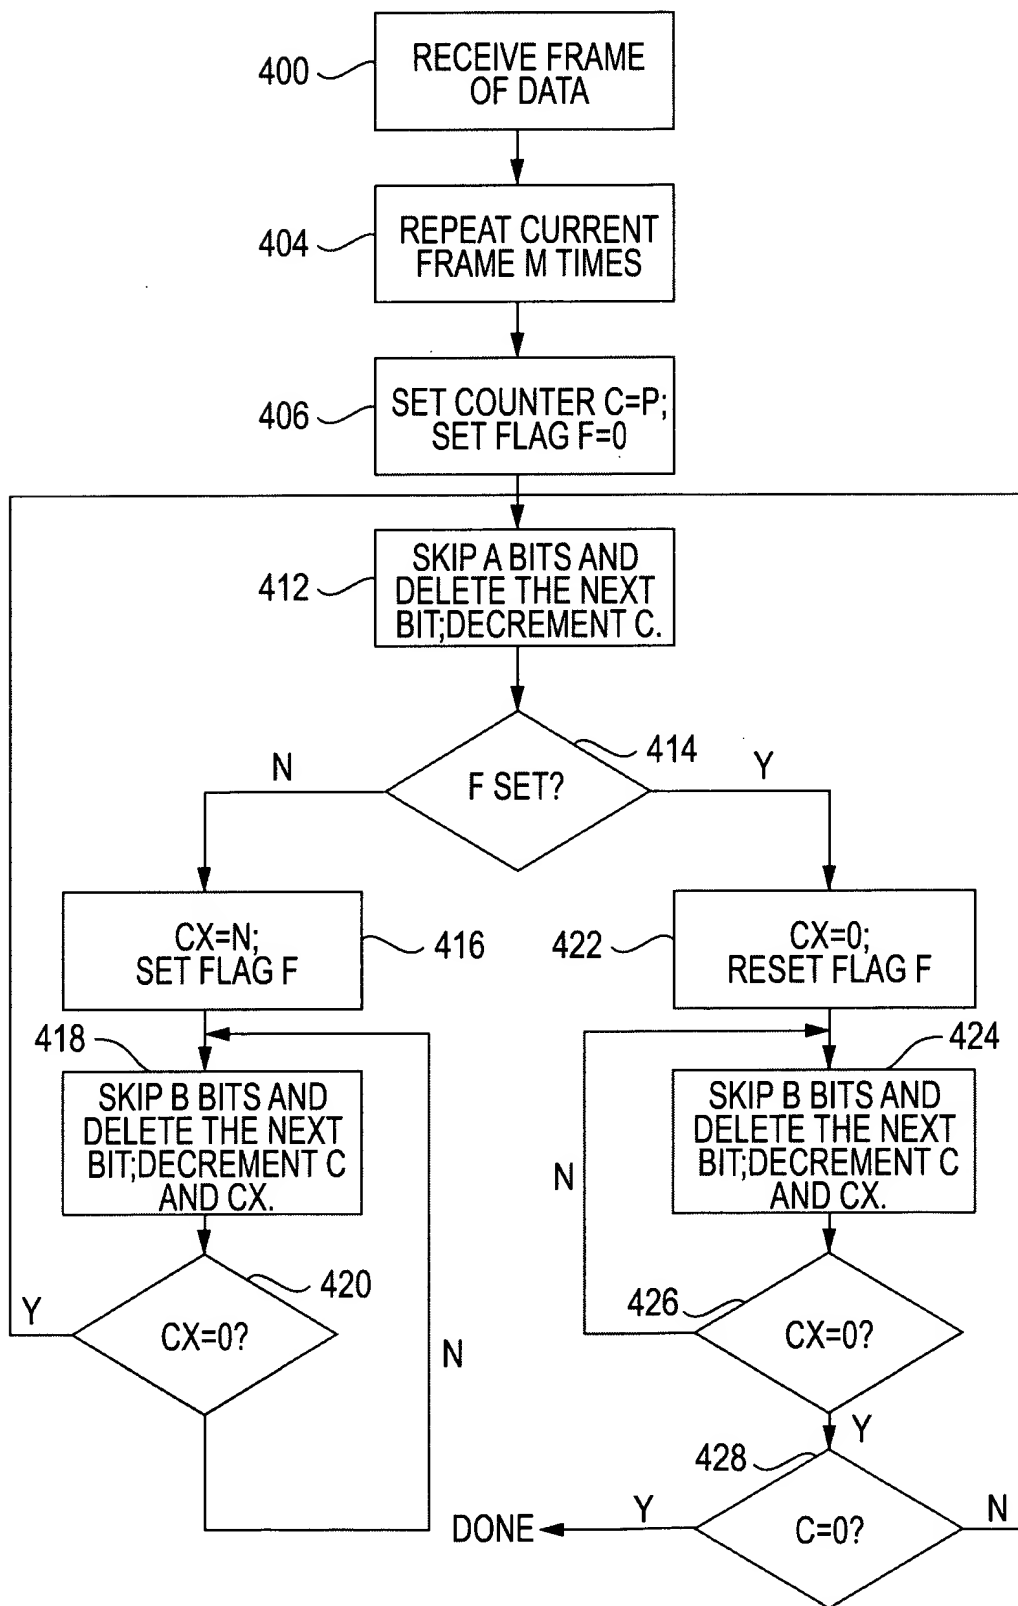 400
RECEIVE FRAME
OF DATA
404
REPEAT CURRENT
FRAME M TIMES
406
SET COUNTER C=P;
SET FLAG F=0
412
SKIP A BITS AND
DELETE THE NEXT
BIT;DECREMENT C.
414
N
F SET?
Y
CX=N;
SET FLAG F
416
422
CX=0;
RESET FLAG F
418
SKIP B BITS AND
DELETE THE NEXT
BIT;DECREMENT C
AND CX.
N
424
SKIP B BITS AND
DELETE THE NEXT
BIT;DECREMENT C
AND CX.
420
Y
CX=0?
N
426
CX=0?
Y
428
DONE
Y
C=0?
N